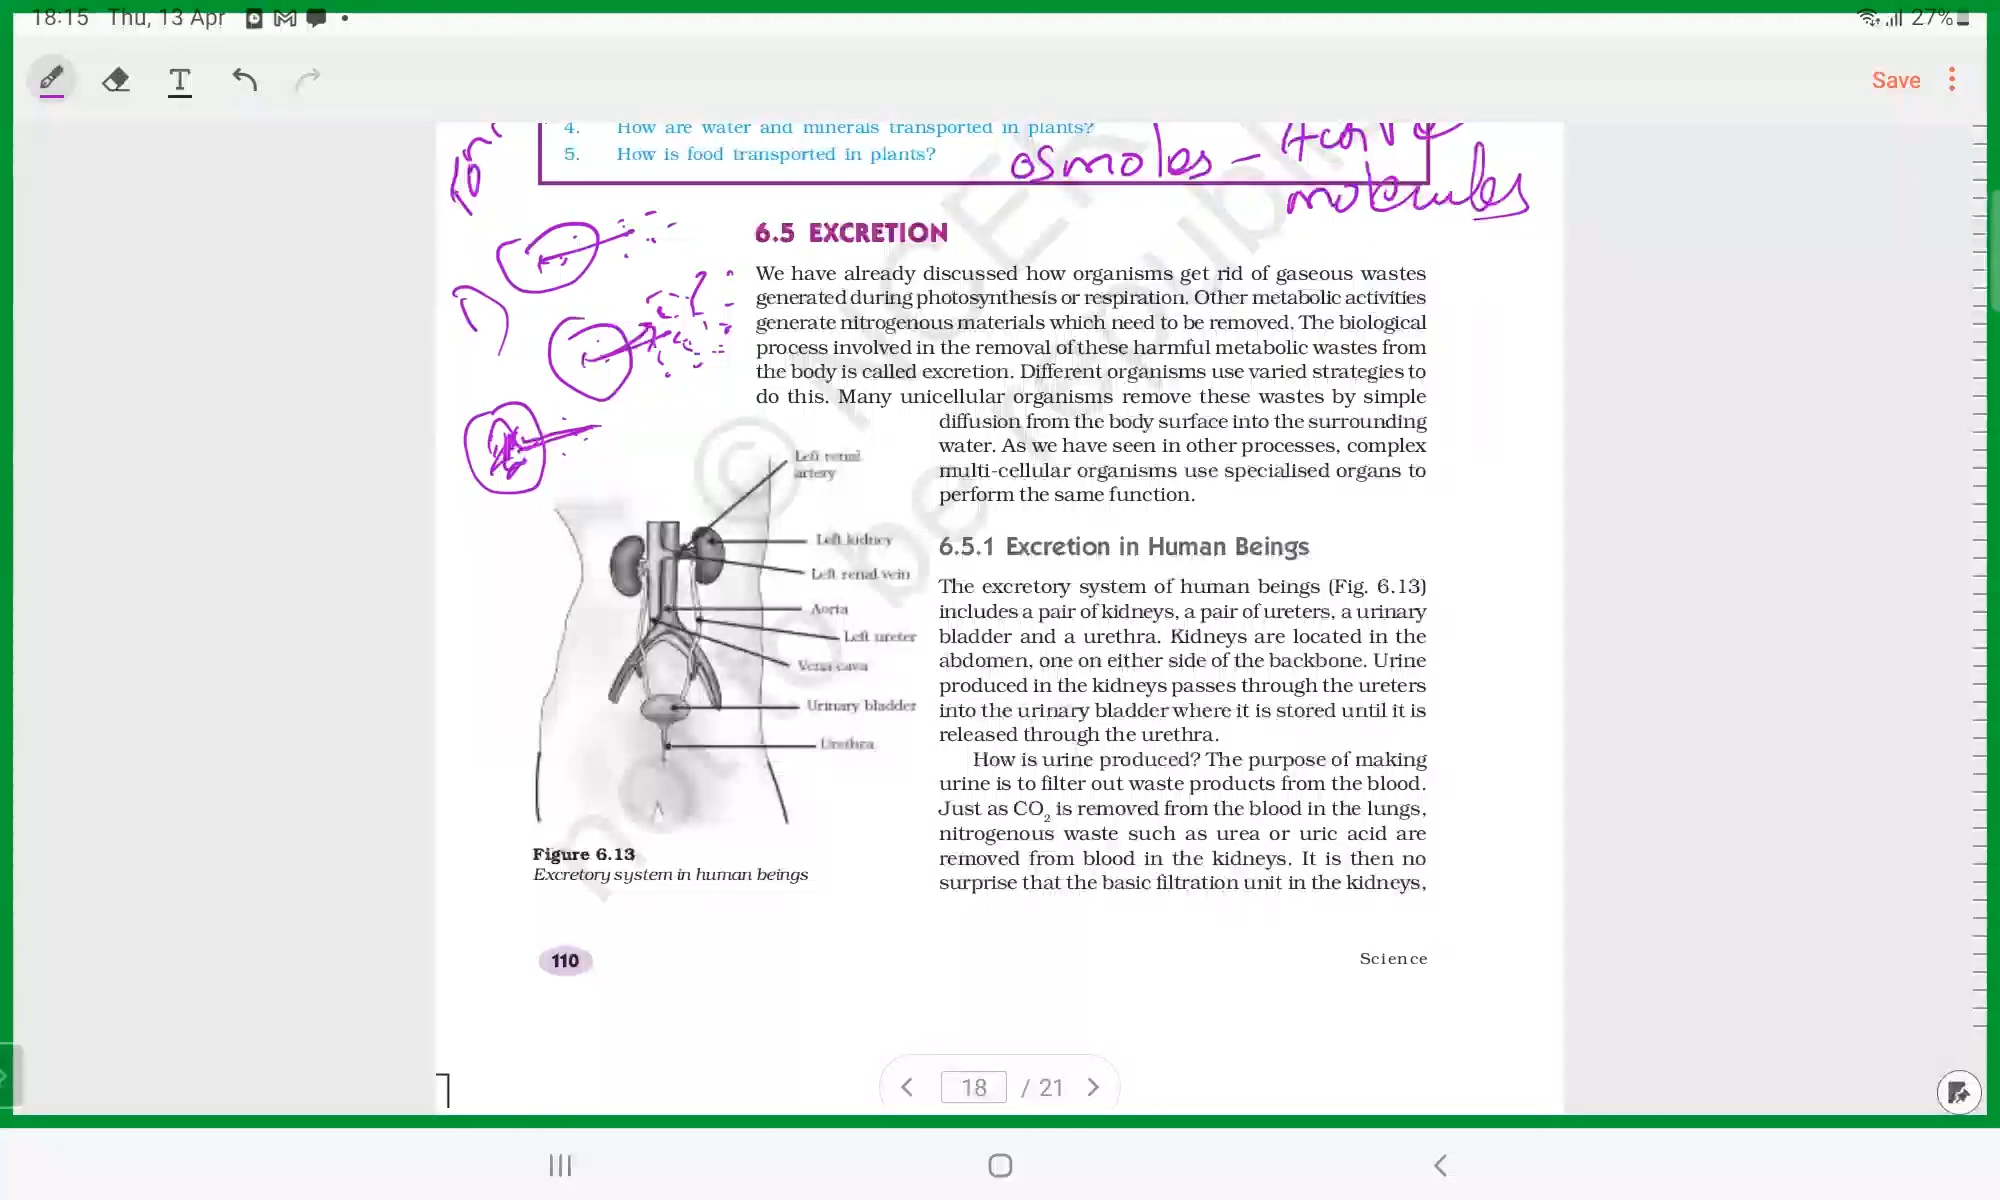 18:15 Thu, 13 Apr
27%
T
Save
4. How are water and minerals transported in plants?
5. How is food transported in plants?
osmoles -
molecules
6.5 EXCRETION
We have already discussed how organisms get rid of gaseous wastes
generated during photosynthesis or respiration. Other metabolic activities
generate nitrogenous materials which need to be removed. The biological
process involved in the removal of these harmful metabolic wastes from
the body is called excretion. Different organisms use varied strategies to
do this. Many unicellular organisms remove these wastes by simple
diffusion from the body surface into the surrounding
water. As we have seen in other processes, complex
multi-cellular organisms use specialised organs to
perform the same function.
Left renal
artery
Left kidney
Left renal vein
Aorta
Left ureter
Vena cava
Urinary bladder
Urethra
Figure 6.13
Excretory system in human beings
6.5.1 Excretion in Human Beings
The excretory system of human beings (Fig. 6.13)
includes a pair of kidneys, a pair of ureters, a urinary
bladder and a urethra. Kidneys are located in the
abdomen, one on either side of the backbone. Urine
produced in the kidneys passes through the ureters
into the urinary bladder where it is stored until it is
released through the urethra.
How is urine produced? The purpose of making
urine is to filter out waste products from the blood.
Just as CO₂ is removed from the blood in the lungs,
nitrogenous waste such as urea or uric acid are
removed from blood in the kidneys. It is then no
surprise that the basic filtration unit in the kidneys,
110
Science
18 / 21